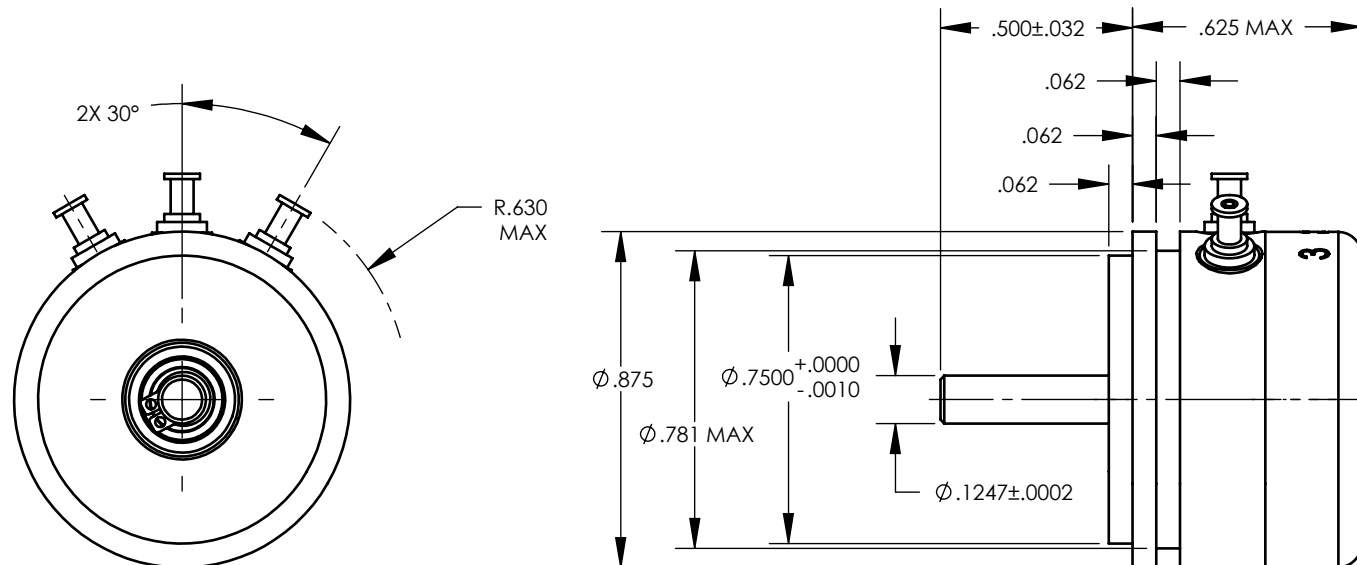 .500±.032
.625 MAX
.062
2X 30°
.062
.062
R.630
MAX
3
Ø.875
Ø.7500 +.0000
-.0010
Ø.781 MAX
Ø.1247±.0002